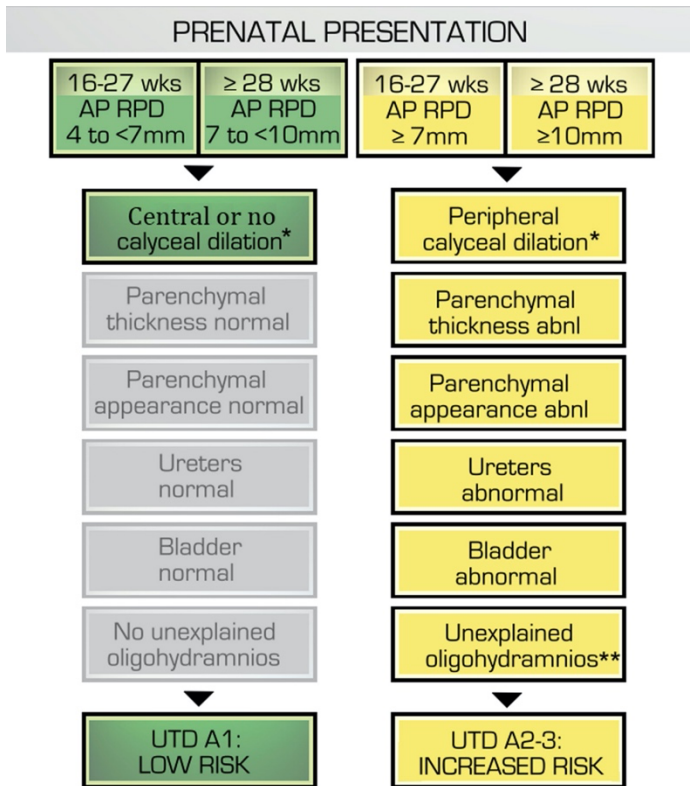 PRENATAL PRESENTATION
16-27 wks
AP RPD
4 to <7mm
≥ 28 wks
AP RPD
7 to <10mm
16-27 wks
AP RPD
≥ 7mm
≥ 28 wks
AP RPD
≥10mm
Central or no
calyceal dilation*
Parenchymal
thickness normal
Parenchymal
appearance normal
Ureters
normal
Bladder
normal
No unexplained
oligohydramnios
UTD A1:
LOW RISK
Peripheral
calyceal dilation*
Parenchymal
thickness abnl
Parenchymal
appearance abnl
Ureters
abnormal
Bladder
abnormal
Unexplained
oligohydramnios**
UTD A2-3:
INCREASED RISK